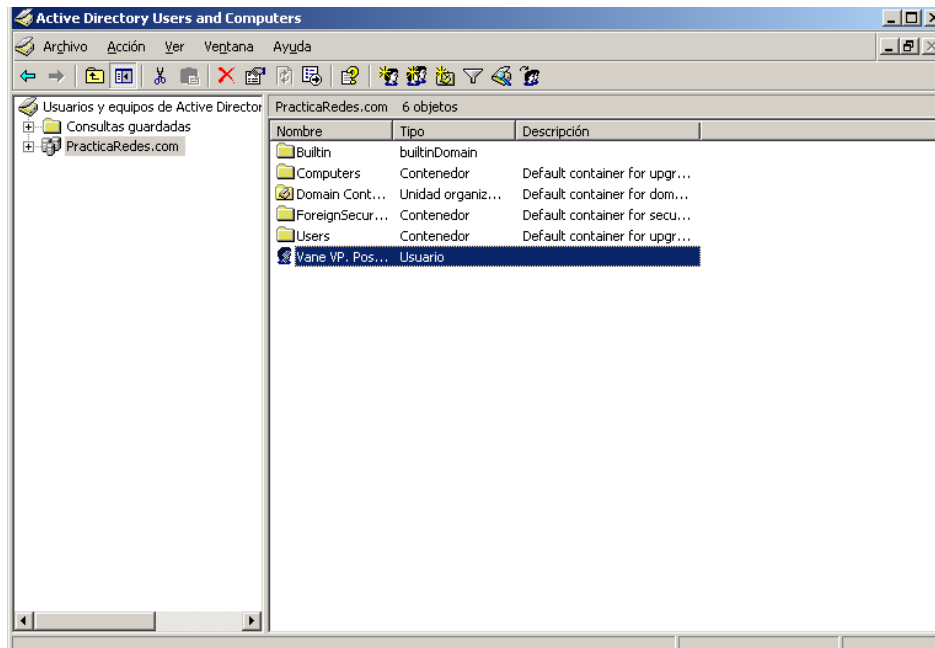 Active Directory Users and Computers
Archivo Acción Ver Ventana Ayuda
Usuarios y equipos de Active Director
Consultas guardadas
PracticaRedes.com
PracticaRedes.com 6 objetos
Nombre Tipo Descripción
Builtin builtinDomain
Computers Contenedor Default container for upgr...
Domain Cont... Unidad organiz... Default container for dom...
ForeignSecur... Contenedor Default container for secu...
Users Contenedor Default container for upgr...
Vane VP. Pos... Usuario